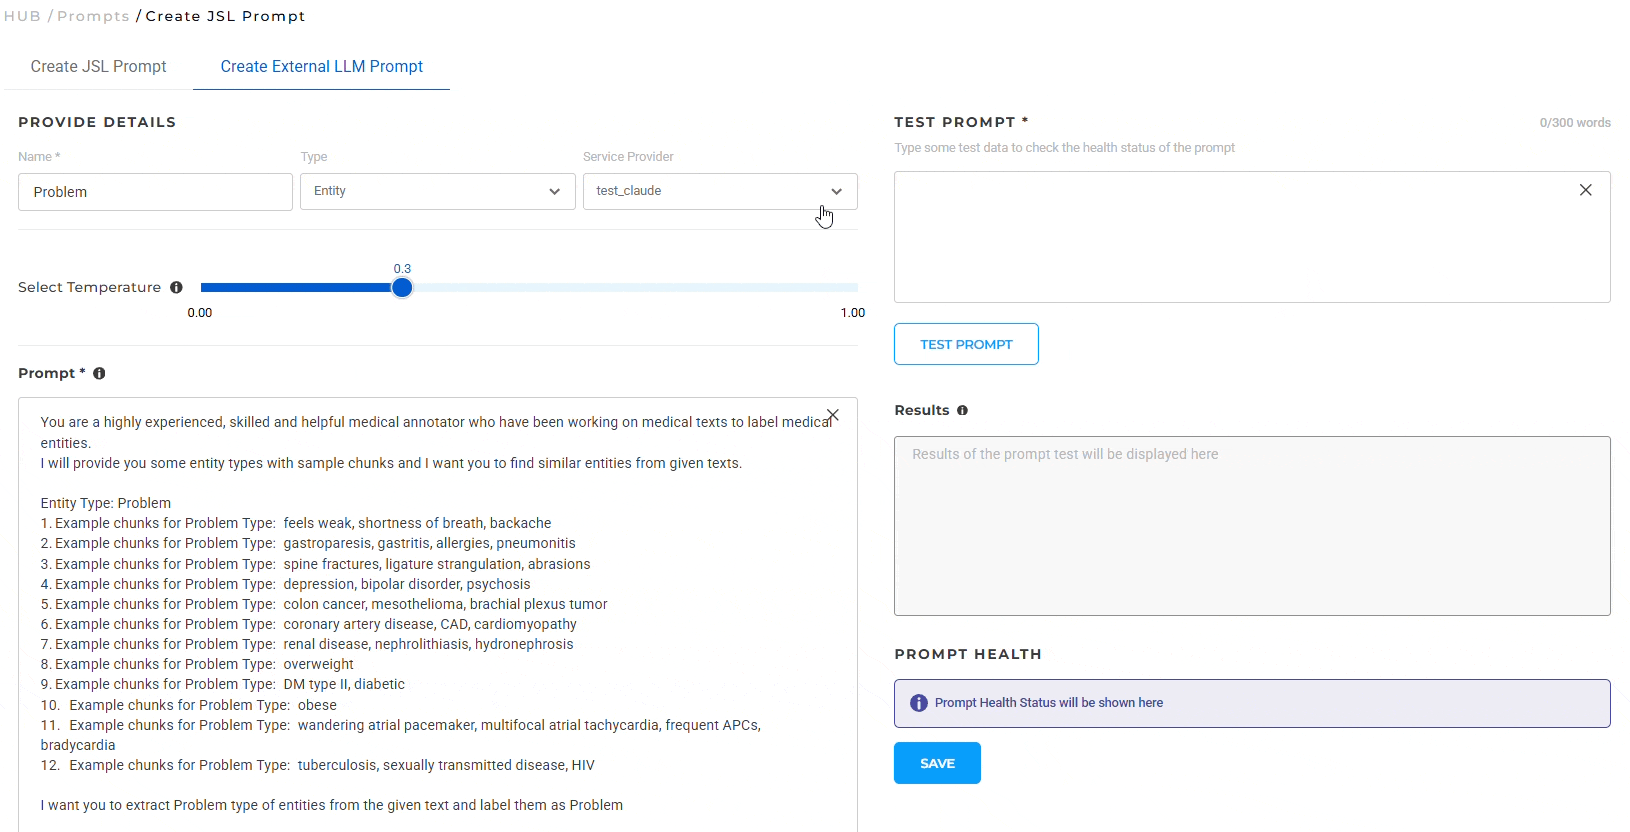 HUB / Prompts / Create JSL Prompt
Create JSL Prompt
Create External LLM Prompt
PROVIDE DETAILS
Name *
Type
Service Provider
Problem
Entity
test_claude
Select Temperature
0.3
0.00
1.00
Prompt *
You are a highly experienced, skilled and helpful medical annotator who have been working on medical texts to label medical
entities.
I will provide you some entity types with sample chunks and I want you to find similar entities from given texts.
Entity Type: Problem
1. Example chunks for Problem Type: feels weak, shortness of breath, backache
2. Example chunks for Problem Type: gastroparesis, gastritis, allergies, pneumonitis
3. Example chunks for Problem Type: spine fractures, ligature strangulation, abrasions
4. Example chunks for Problem Type: depression, bipolar disorder, psychosis
5. Example chunks for Problem Type: colon cancer, mesothelioma, brachial plexus tumor
6. Example chunks for Problem Type: coronary artery disease, CAD, cardiomyopathy
7. Example chunks for Problem Type: renal disease, nephrolithiasis, hydronephrosis
8. Example chunks for Problem Type: overweight
9. Example chunks for Problem Type: DM type II, diabetic
10. Example chunks for Problem Type: obese
11. Example chunks for Problem Type: wandering atrial pacemaker, multifocal atrial tachycardia, frequent APCs,
bradycardia
12. Example chunks for Problem Type: tuberculosis, sexually transmitted disease, HIV
I want you to extract Problem type of entities from the given text and label them as Problem
TEST PROMPT *
0/300 words
Type some test data to check the health status of the prompt
TEST PROMPT
Results
Results of the prompt test will be displayed here
PROMPT HEALTH
Prompt Health Status will be shown here
SAVE